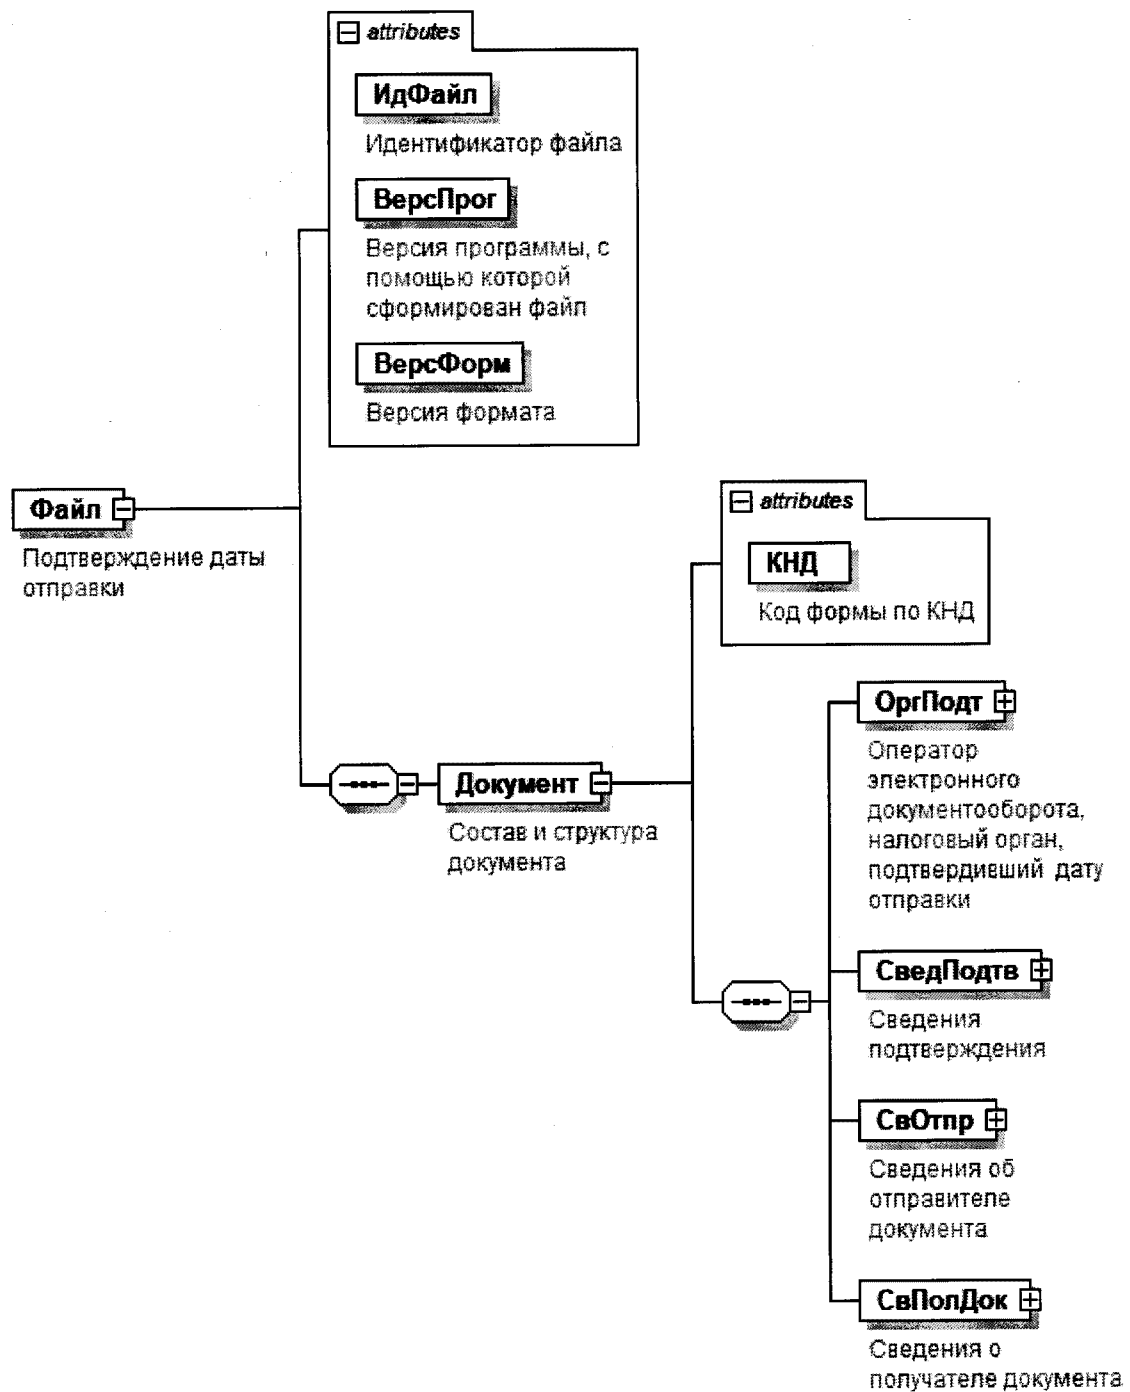 attributes
ИдФайл
Идентификатор файла
ВерсПрог
Версия программы, с
помощью которой
сформирован файл
ВерсФорм
Версия формата
Файл
Подтверждение даты
отправки
attributes
КНД
Код формы по КНД
Документ
Состав и структура
документа
ОргПодт
Оператор
электронного
документооборота,
налоговый орган,
подтвердивший дату
отправки
СведПодтв
Сведения
подтверждения
СвОтпр
Сведения об
отправителе
документа
СвПолДок
Сведения о
получателе документа